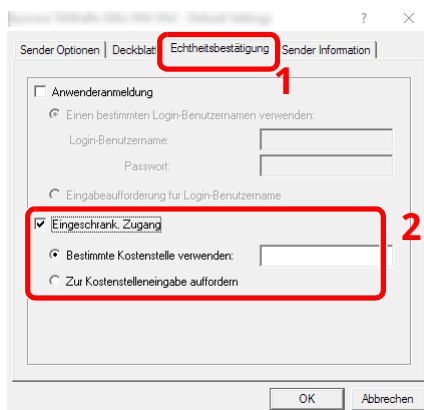 ? ×
Sender Optionen Deckblatt Echtheitsbestätigung Sender Information
1
Anwenderanmeldung
Einen bestimmten Login-Benutzernamen verwenden:
Login-Benutzername:
Passwort:
Eingabeaufforderung fur Login-Benutzername
2
Eingeschrank. Zugang
Bestimmte Kostenstelle verwenden:
Zur Kostenstelleneingabe auffordern
OK Abbrechen